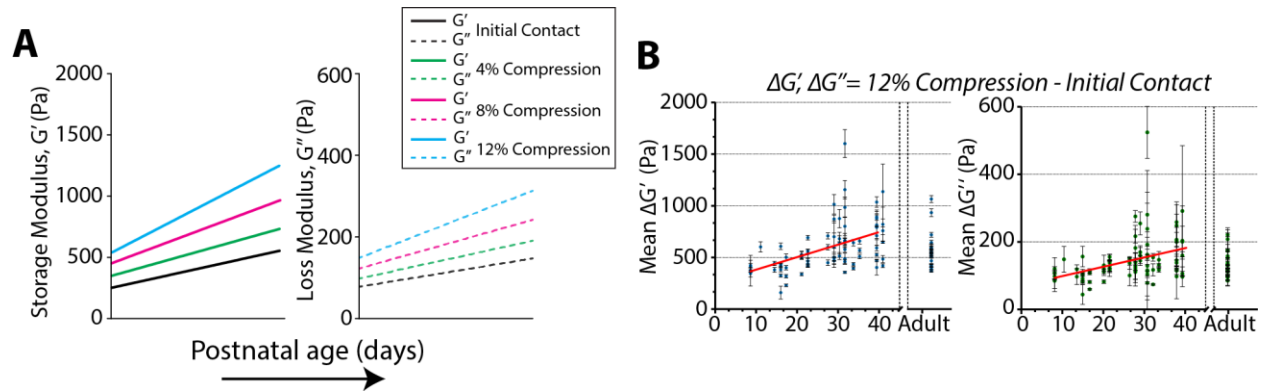 A
Storage Modulus, G' (Pa)
2000
1500
1000
500
0
Loss Modulus, G" (Pa)
600
400
200
0
G' Initial Contact
G"
G' 4% Compression
G"
G' 8% Compression
G"
G' 12% Compression
G"
Postnatal age (days)
B
ΔG', ΔG"= 12% Compression - Initial Contact
Mean ΔG' (Pa)
2000
1500
1000
500
0
0 10 20 30 40 Adult
Mean ΔG'' (Pa)
600
400
200
0
0 10 20 30 40 Adult